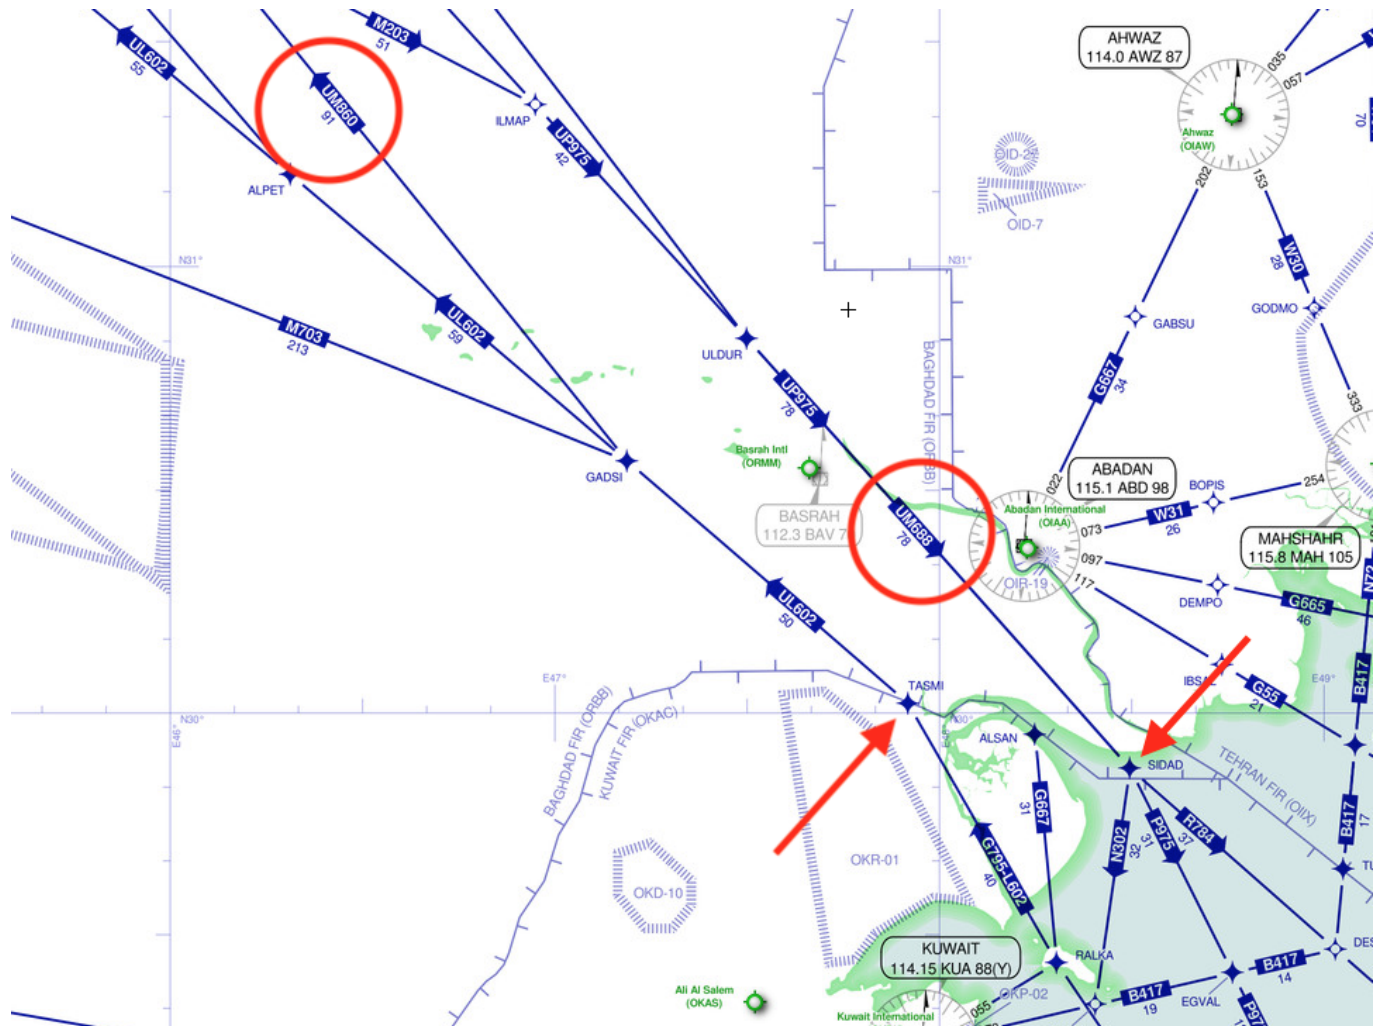 M203
51
UL602
55
UM860
91
ILMAP
UP975
42
ALPET
AHWAZ
114.0 AWZ 87
035
057
70
Ahwaz
(OIAW)
OID-7
202
153
N31°
N31°
W30
28
GODMO
GABSU
M703
213
UL602
59
ULDUR
BAGHDAD FIR (ORBB)
G667
34
UP975
78
333
GADSI
Basrah Intl
(ORMM)
BASRAH
112.3 BAV 7
UM688
78
022
ABADAN
115.1 ABD 98
BOPIS
254
Abadan International
(OIAA)
073
W31
26
MAHSHAHR
115.8 MAH 105
097
OIR-19
117
DEMPO
G665
46
N72
UL602
50
B417
TASMI
G55
21
E47°
E49°
N30°
E46°
N30°
BAGHDAD FIR (ORBB)
KUWAIT FIR (OKAC)
ALSAN
SIDAD
TEHRAN FIR (OIIX)
G667
31
N302
32
P975
31
R784
37
B417
17
OKR-01
G795-L602
40
OKD-10
KUWAIT
114.15 KUA 88(Y)
RALKA
DES
B417
14
OKP-02
B417
19
EGVAL
Ali Al Salem
(OKAS)
055
Kuwait International